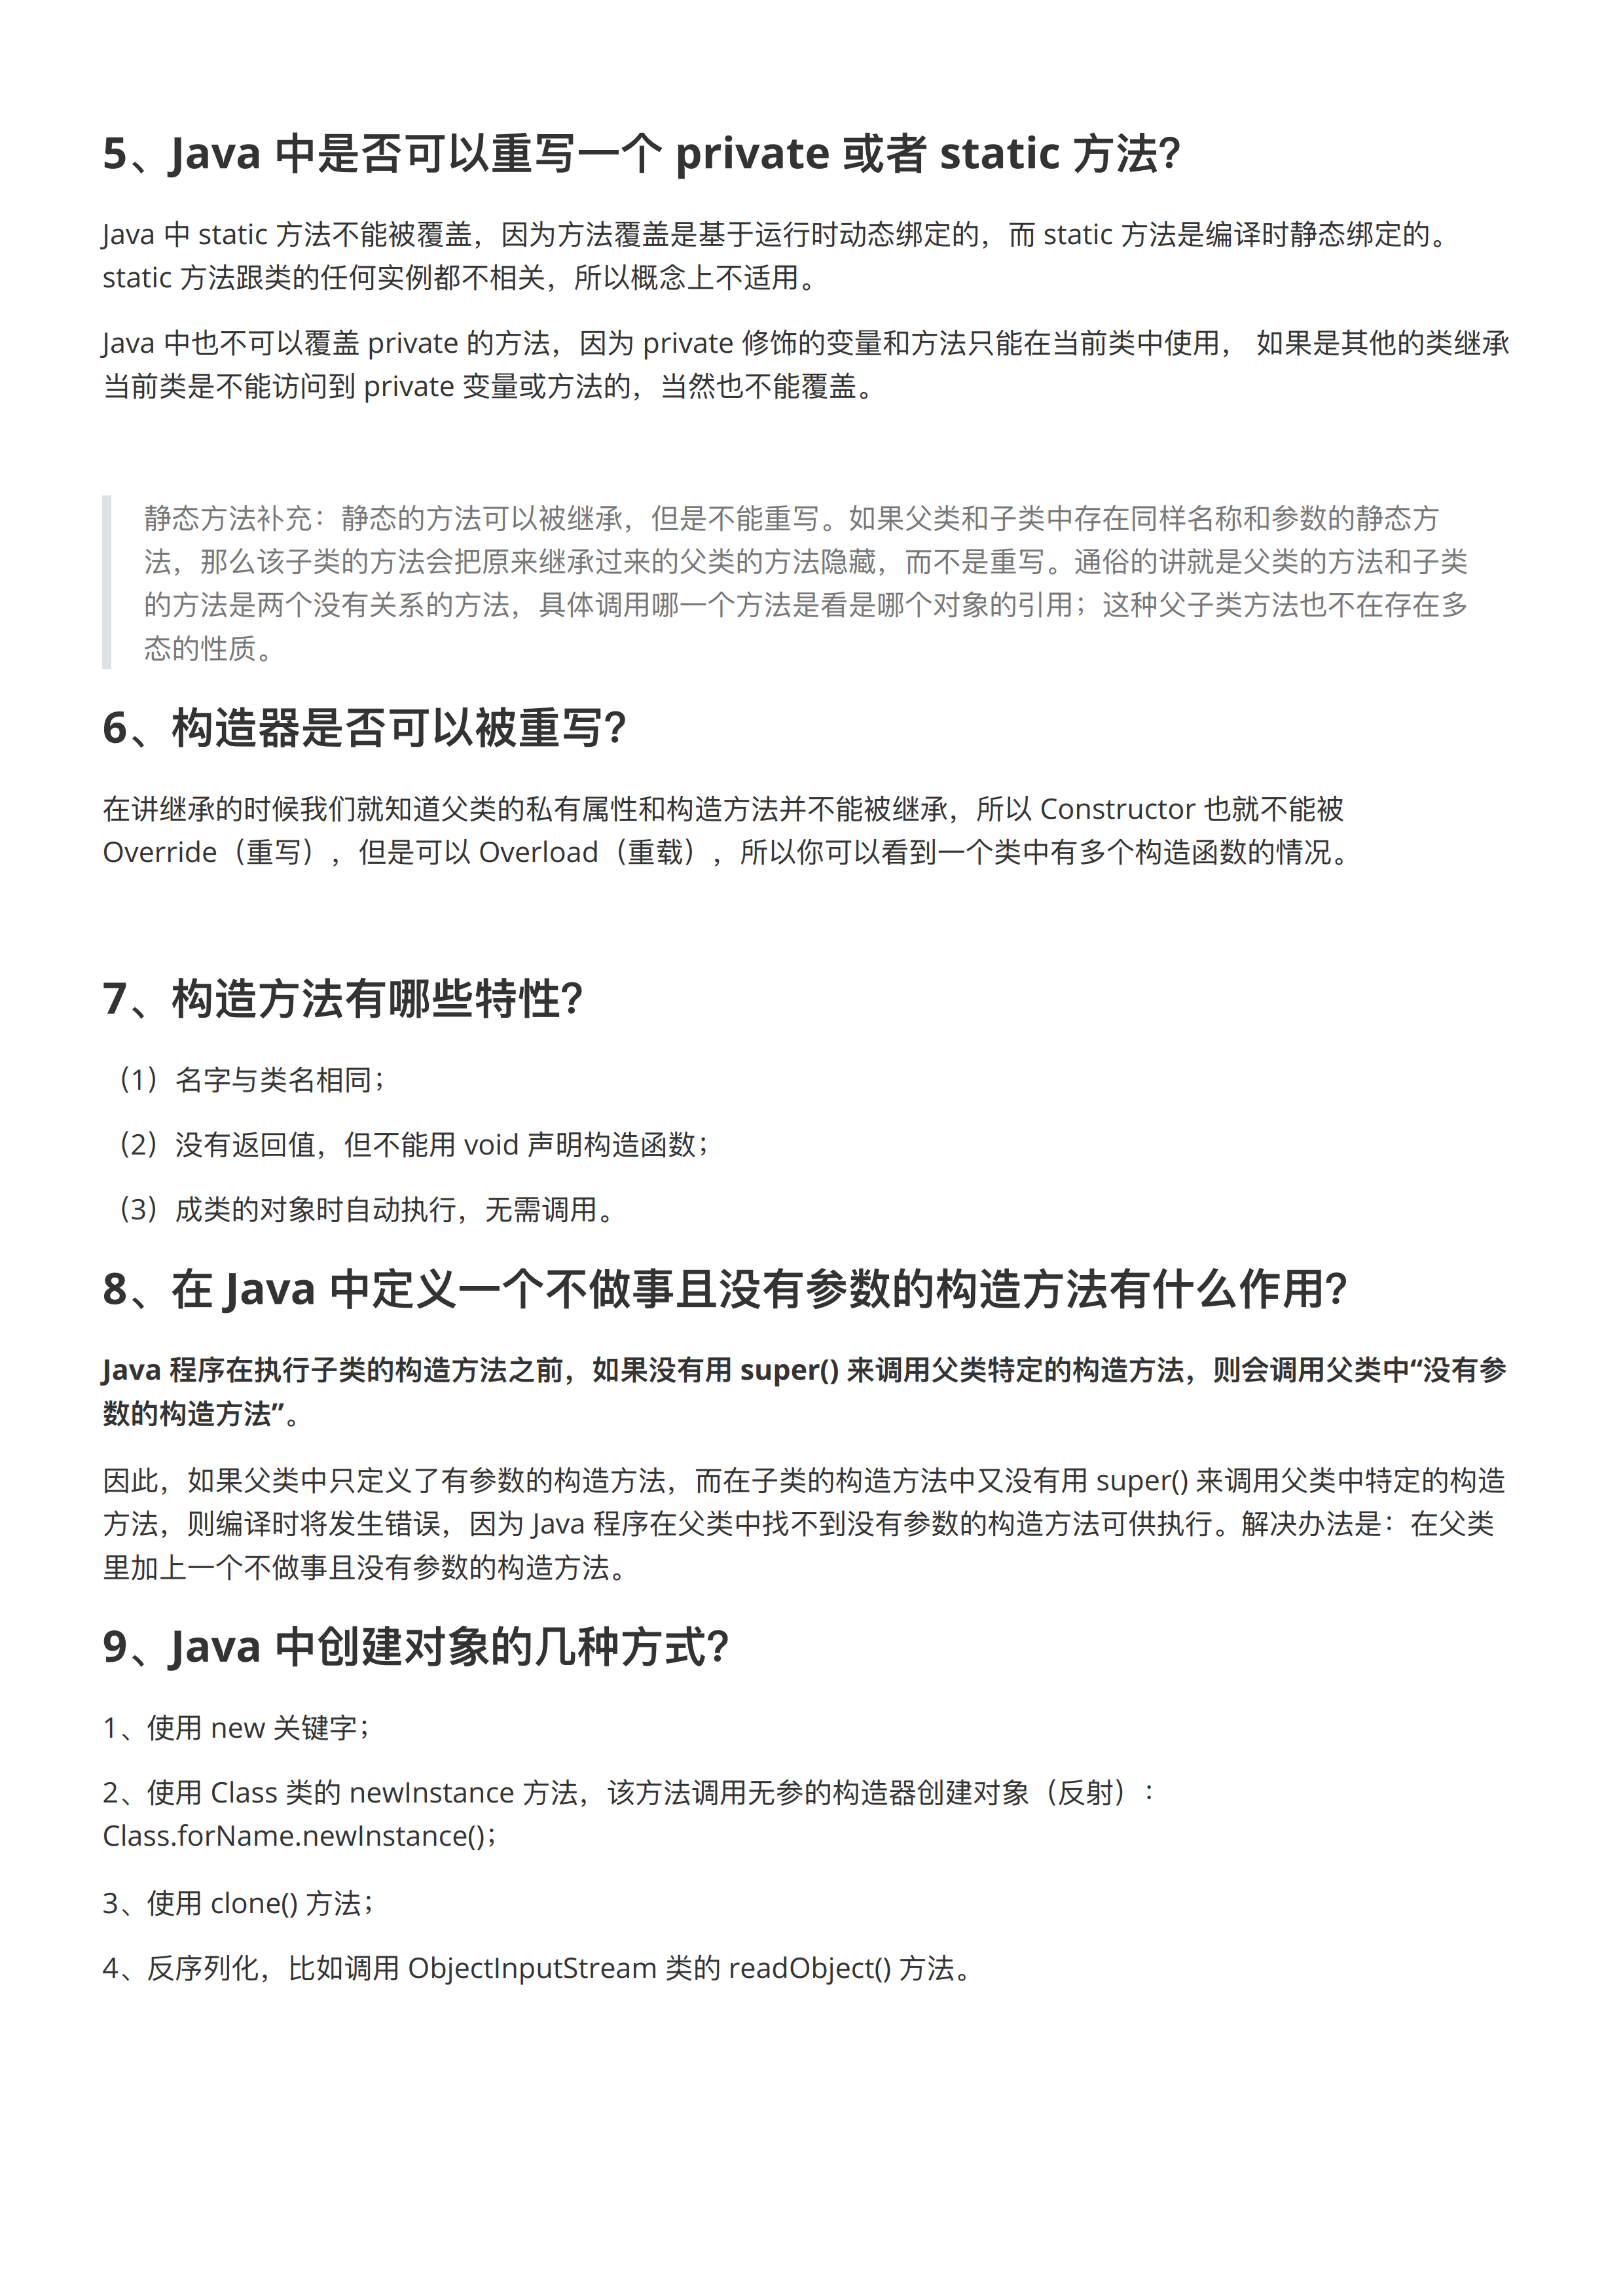 5、Java 中是否可以重写一个 private 或者 static 方法？
Java 中 static 方法不能被覆盖，因为方法覆盖是基于运行时动态绑定的，而 static 方法是编译时静态绑定的。
static 方法跟类的任何实例都不相关，所以概念上不适用。
Java 中也不可以覆盖 private 的方法，因为 private 修饰的变量和方法只能在当前类中使用， 如果是其他的类继承
当前类是不能访问到 private 变量或方法的，当然也不能覆盖。
静态方法补充：静态的方法可以被继承，但是不能重写。如果父类和子类中存在同样名称和参数的静态方
法，那么该子类的方法会把原来继承过来的父类的方法隐藏，而不是重写。通俗的讲就是父类的方法和子类
的方法是两个没有关系的方法，具体调用哪一个方法是看是哪个对象的引用；这种父子类方法也不在存在多
态的性质。
6、构造器是否可以被重写？
在讲继承的时候我们就知道父类的私有属性和构造方法并不能被继承，所以 Constructor 也就不能被
Override（重写），但是可以 Overload（重载），所以你可以看到一个类中有多个构造函数的情况。
7、构造方法有哪些特性？
（1）名字与类名相同；
（2）没有返回值，但不能用 void 声明构造函数；
（3）成类的对象时自动执行，无需调用。
8、在 Java 中定义一个不做事且没有参数的构造方法有什么作用？
Java 程序在执行子类的构造方法之前，如果没有用 super() 来调用父类特定的构造方法，则会调用父类中“没有参
数的构造方法”。
因此，如果父类中只定义了有参数的构造方法，而在子类的构造方法中又没有用 super() 来调用父类中特定的构造
方法，则编译时将发生错误，因为 Java 程序在父类中找不到没有参数的构造方法可供执行。解决办法是：在父类
里加上一个不做事且没有参数的构造方法。
9、Java 中创建对象的几种方式？
1、使用 new 关键字；
2、使用 Class 类的 newInstance 方法，该方法调用无参的构造器创建对象（反射）：
Class.forName.newInstance()；
3、使用 clone() 方法；
4、反序列化，比如调用 ObjectInputStream 类的 readObject() 方法。